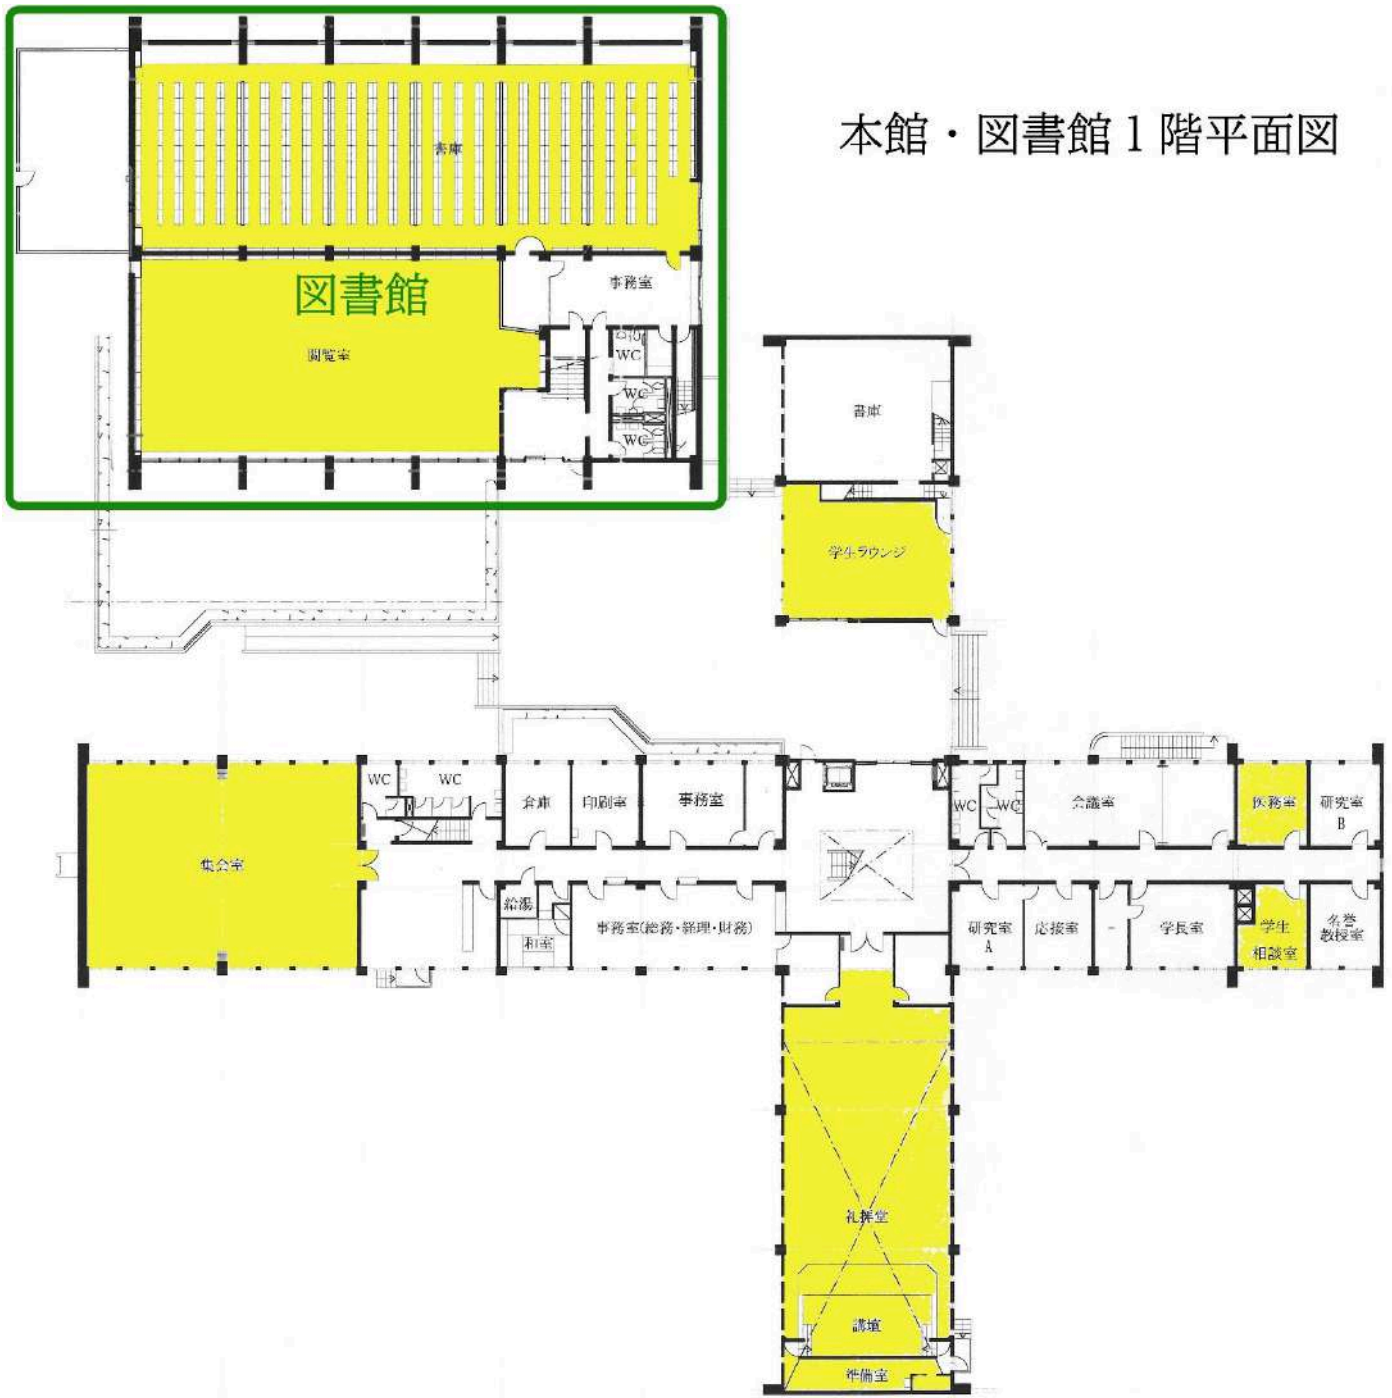 本館・図書館1階平面図
書庫
図書館
事務室
閲覧室
WC
WC
WC
書庫
学生ラウンジ
WC
WC
倉庫
印刷室
事務室
WC
WC
会議室
医務室
研究室
B
集会室
給湯
和室
事務室(総務・経理・財務)
研究室
A
応接室
学長室
学生
相談室
名誉
教授室
礼拝堂
講壇
準備室